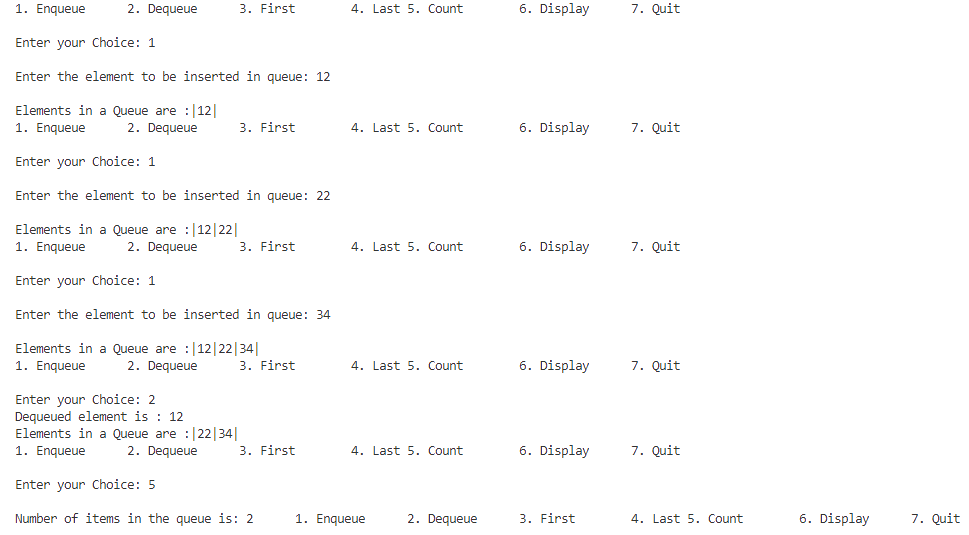 1. Enqueue      2. Dequeue      3. First        4. Last 5. Count        6. Display      7. Quit
Enter your Choice: 1
Enter the element to be inserted in queue: 12
Elements in a Queue are :|12|
1. Enqueue      2. Dequeue      3. First        4. Last 5. Count        6. Display      7. Quit
Enter your Choice: 1
Enter the element to be inserted in queue: 22
Elements in a Queue are :|12|22|
1. Enqueue      2. Dequeue      3. First        4. Last 5. Count        6. Display      7. Quit
Enter your Choice: 1
Enter the element to be inserted in queue: 34
Elements in a Queue are :|12|22|34|
1. Enqueue      2. Dequeue      3. First        4. Last 5. Count        6. Display      7. Quit
Enter your Choice: 2
Dequeued element is : 12
Elements in a Queue are :|22|34|
1. Enqueue      2. Dequeue      3. First        4. Last 5. Count        6. Display      7. Quit
Enter your Choice: 5
Number of items in the queue is: 2      1. Enqueue      2. Dequeue      3. First        4. Last 5. Count        6. Display      7. Quit